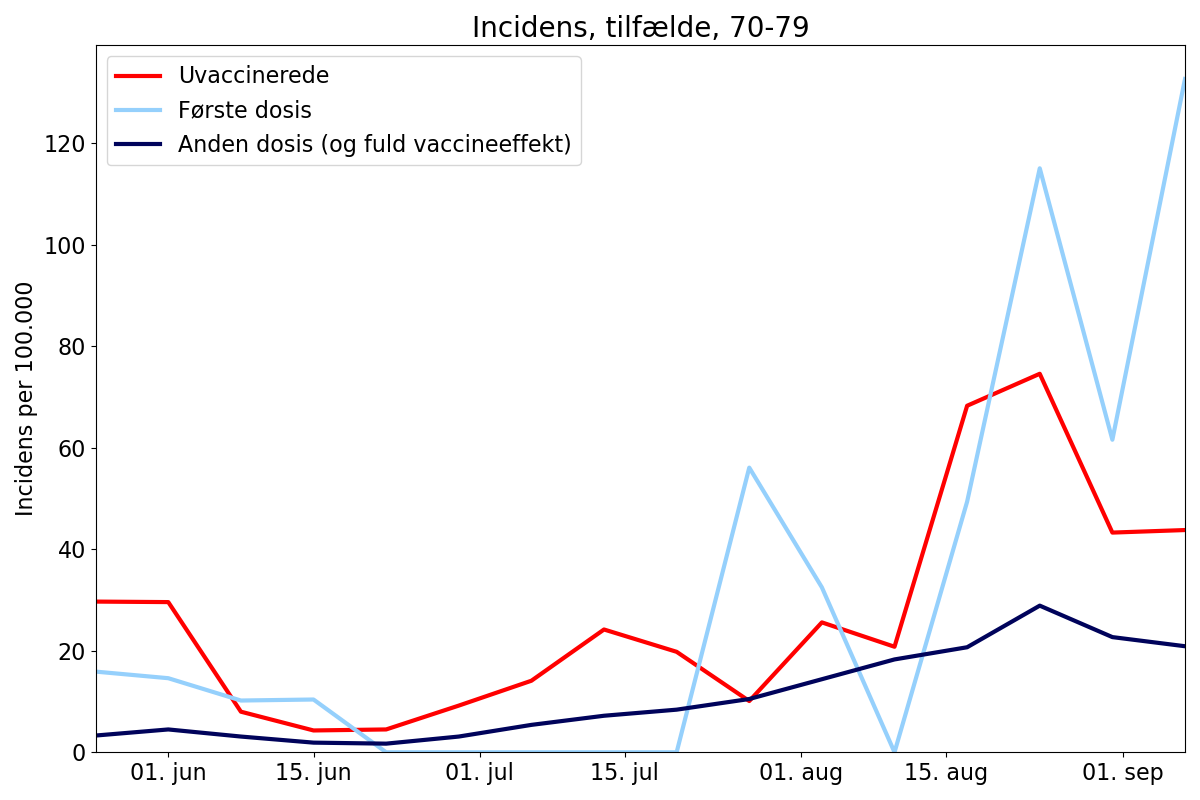 Incidens, tilfælde, 70-79
Uvaccinerede
Første dosis
Anden dosis (og fuld vaccineeffekt)
Incidens per 100.000
120
100
80
60
40
20
0
01. jun 15. jun 01. jul 15. jul 01. aug 15. aug 01. sep